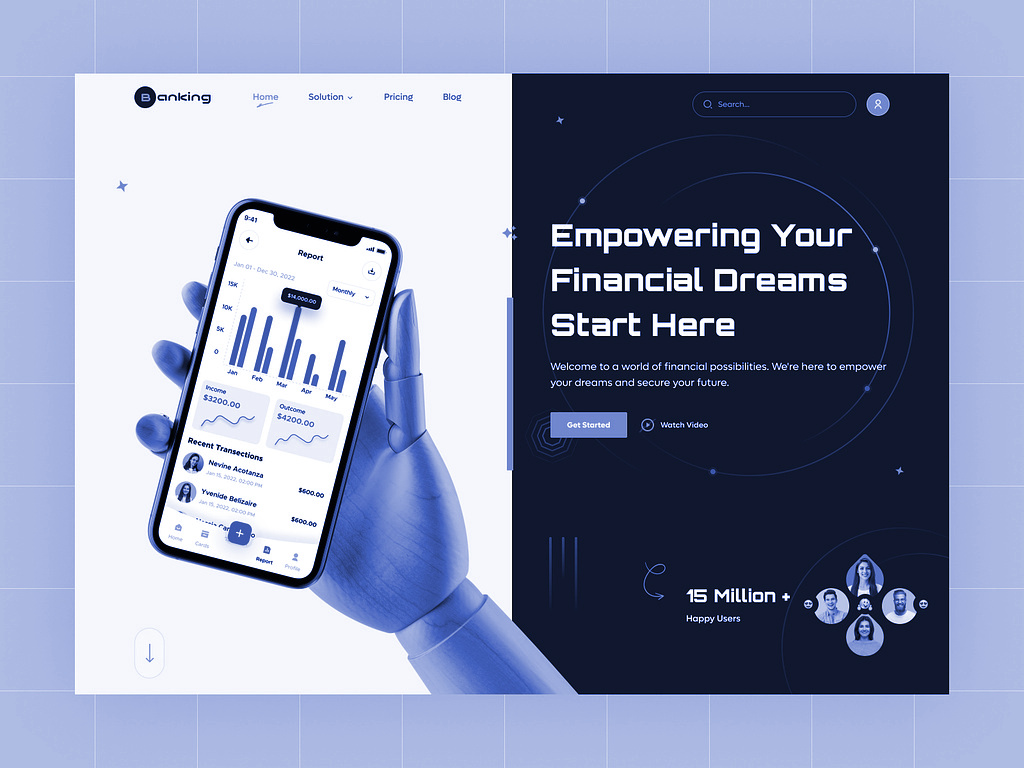 Banking
Home
Solution
Pricing
Blog
Search...
9:41
Report
Jan 01 - Dec 30, 2022
Monthly
$14,000.00
15K
10K
5K
0
Jan
Feb
Mar
Apr
May
Income
$3200.00
Outcome
$4200.00
Recent Transections
Nevine Acotanza
Jan 15, 2022, 02:00 PM
$600.00
Yvenide Belizaire
Jan 15, 2022, 02:00 PM
$600.00
Home
Cards
Report
Profile
Empowering Your
Financial Dreams
Start Here
Welcome to a world of financial possibilities. We're here to empower
your dreams and secure your future.
Get Started
Watch Video
15 Million +
Happy Users